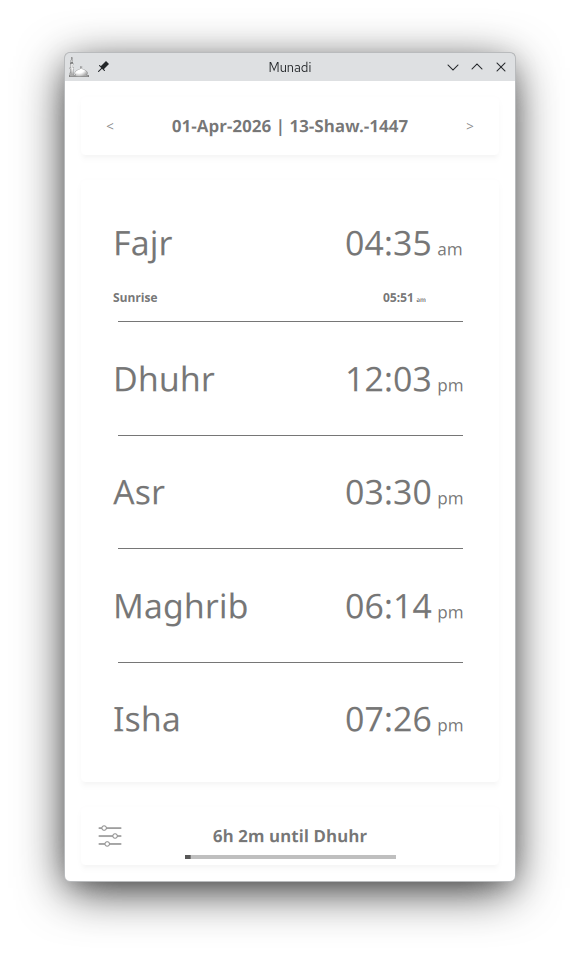 Munadi
< 01-Apr-2026 | 13-Shaw.-1447 >
Fajr 04:35 am
Sunrise 05:51 am
Dhuhr 12:03 pm
Asr 03:30 pm
Maghrib 06:14 pm
Isha 07:26 pm
6h 2m until Dhuhr